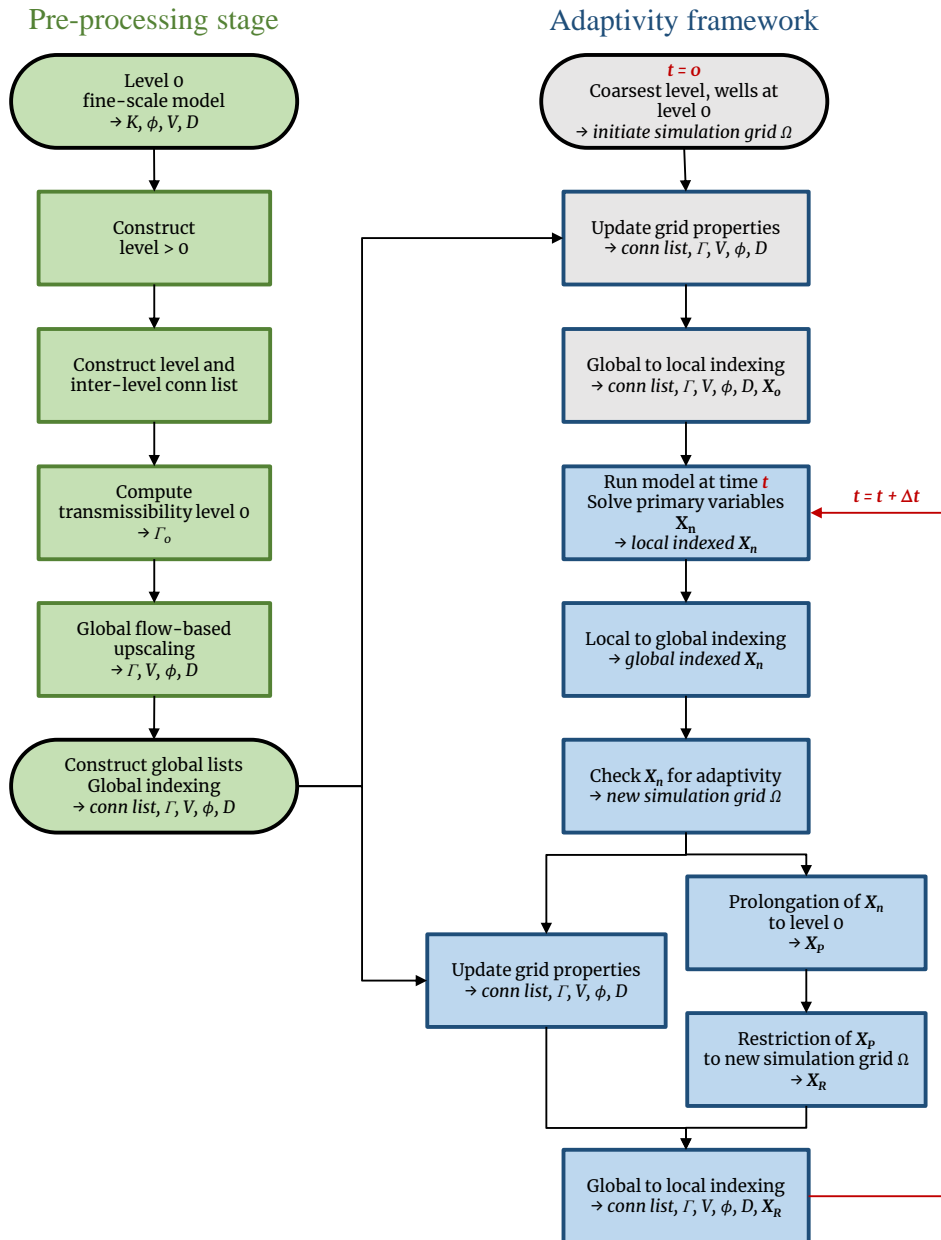 Pre-processing stage
Level 0
fine-scale model
→ K, ϕ, V, D
Construct
level > 0
Construct level and
inter-level conn list
Compute
transmissibility level 0
→ Γ₀
Global flow-based
upscaling
→ Γ, V, ϕ, D
Construct global lists
Global indexing
→ conn list, Γ, V, ϕ, D
Adaptivity framework
t = 0
Coarsest level, wells at
level 0
→ initiate simulation grid Ω
Update grid properties
→ conn list, Γ, V, ϕ, D
Global to local indexing
→ conn list, Γ, V, ϕ, D, X₀
Run model at time t
Solve primary variables
Xₙ
→ local indexed Xₙ
t = t + Δt
Local to global indexing
→ global indexed Xₙ
Check Xₙ for adaptivity
→ new simulation grid Ω
Prolongation of Xₙ
to level 0
→ X_P
Update grid properties
→ conn list, Γ, V, ϕ, D
Restriction of X_P
to new simulation grid Ω
→ X_R
Global to local indexing
→ conn list, Γ, V, ϕ, D, X_R